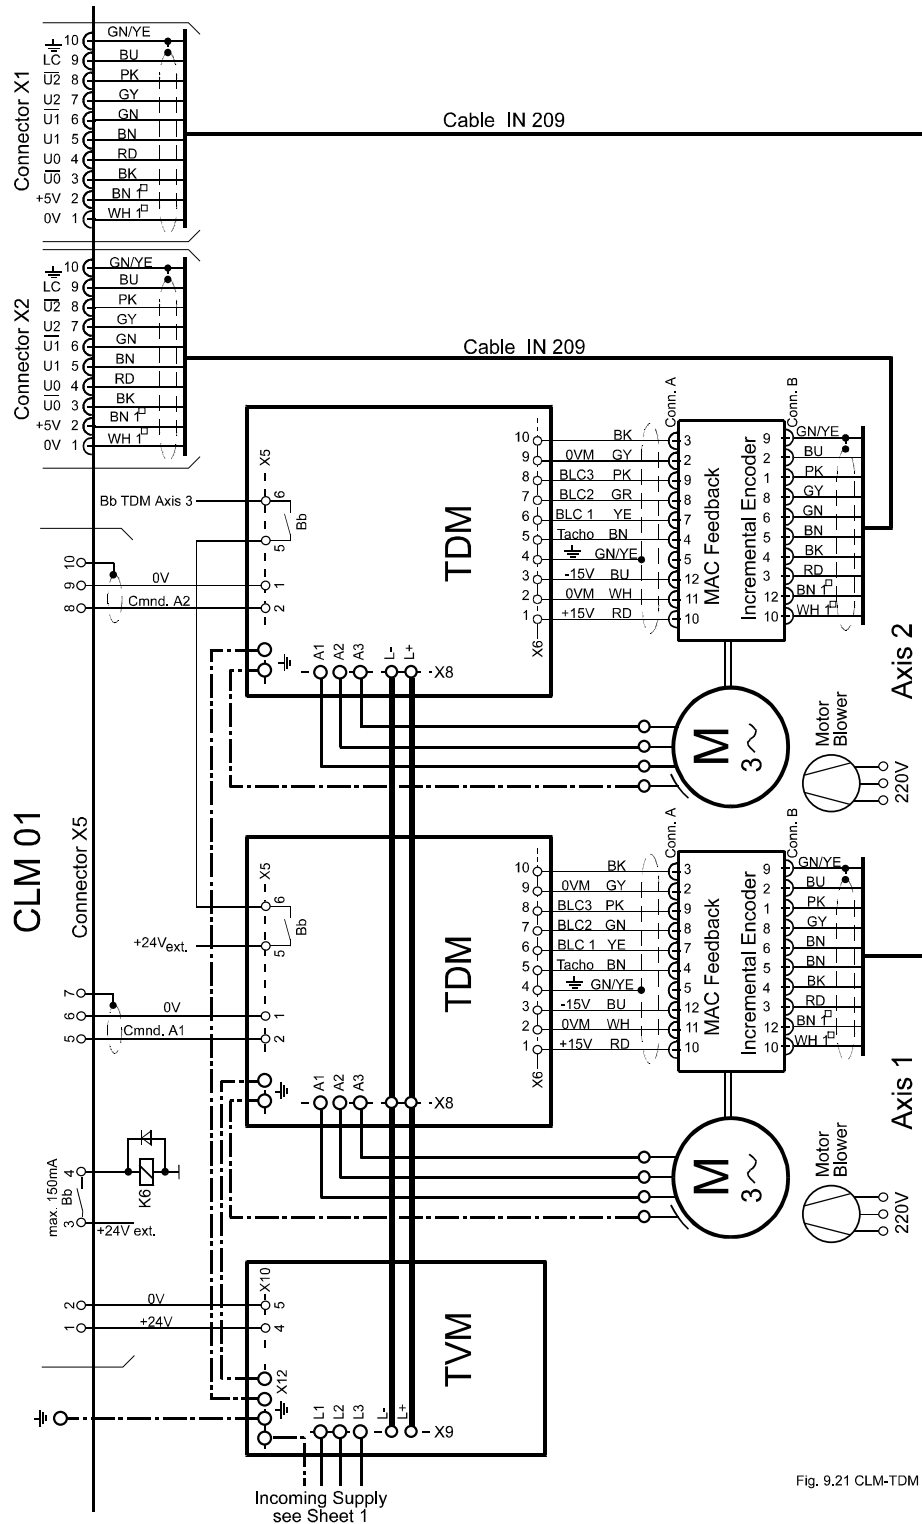 Connector X1
10 GN/YE
LC 9 BU
U2 8 PK
U2 7 GY
U1 6 GN
U1 5 BN
U0 4 RD
U0 3 BK
+5V 2 BN 1□
0V 1 WH 1□
Cable IN 209
Connector X2
10 GN/YE
LC 9 BU
U2 8 PK
U2 7 GY
U1 6 GN
U1 5 BN
U0 4 RD
U0 3 BK
+5V 2 BN 1□
0V 1 WH 1□
Cable IN 209
CLM 01
Connector X5
Bb TDM Axis 3
10
9 0V
8 Cmnd. A2
X5
6
Bb
5
1
2
TDM
A1 A2 A3 L- L+ X8
10 BK 3
9 0VM GY 2
8 BLC3 PK 9
7 BLC2 GR 8
6 BLC 1 YE 7
5 Tacho BN 4
4 GN/YE 5
3 -15V BU 12
2 0VM WH 11
1 +15V RD 10
X6
Conn. A
MAC Feedback
Incremental Encoder
Conn. B
9 GN/YE
2 BU
1 PK
8 GY
6 GN
5 BN
4 BK
3 RD
12 BN 1□
10 WH 1□
Axis 2
M
3
Motor
Blower
220V
+24Vext.
7
6 0V
5 Cmnd. A1
X5
6
Bb
5
1
2
TDM
A1 A2 A3 X8
10 BK 3
9 0VM GY 2
8 BLC3 PK 9
7 BLC2 GN 8
6 BLC 1 YE 7
5 Tacho BN 4
4 GN/YE 5
3 -15V BU 12
2 0VM WH 11
1 +15V RD 10
X6
Conn. A
MAC Feedback
Incremental Encoder
Conn. B
9 GN/YE
2 BU
1 PK
8 GY
6 BN
5 BN
4 BK
3 RD
12 BN 1□
10 WH 1□
Axis 1
M
3
Motor
Blower
220V
max. 150mA
Bb
4
3
+24V ext.
K6
2 0V
1 +24V
X10
5
4
X12
TVM
L1 L2 L3 L- L+ X9
Incoming Supply
see Sheet 1
Fig. 9.21 CLM-TDM